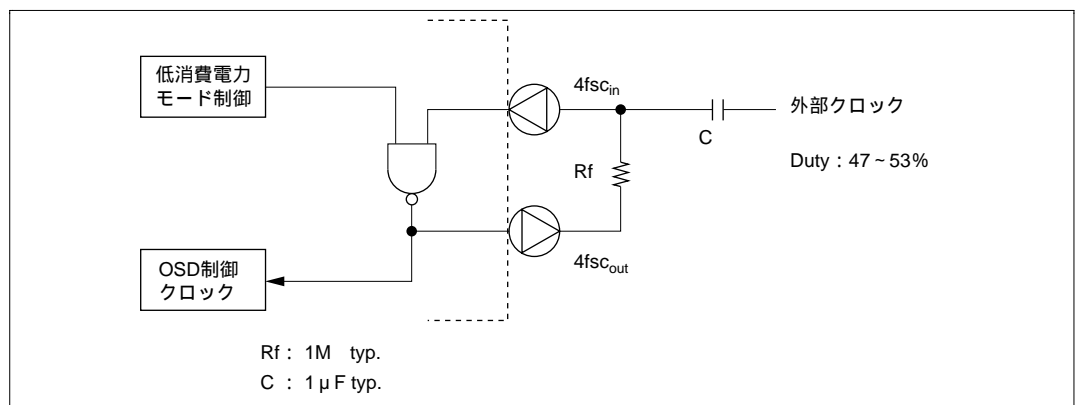 低消費電力
モード制御
4fscin
外部クロック
C
Duty：47～53%
Rf
4fscout
OSD制御
クロック
Rf： 1M typ.
C ： 1μF typ.